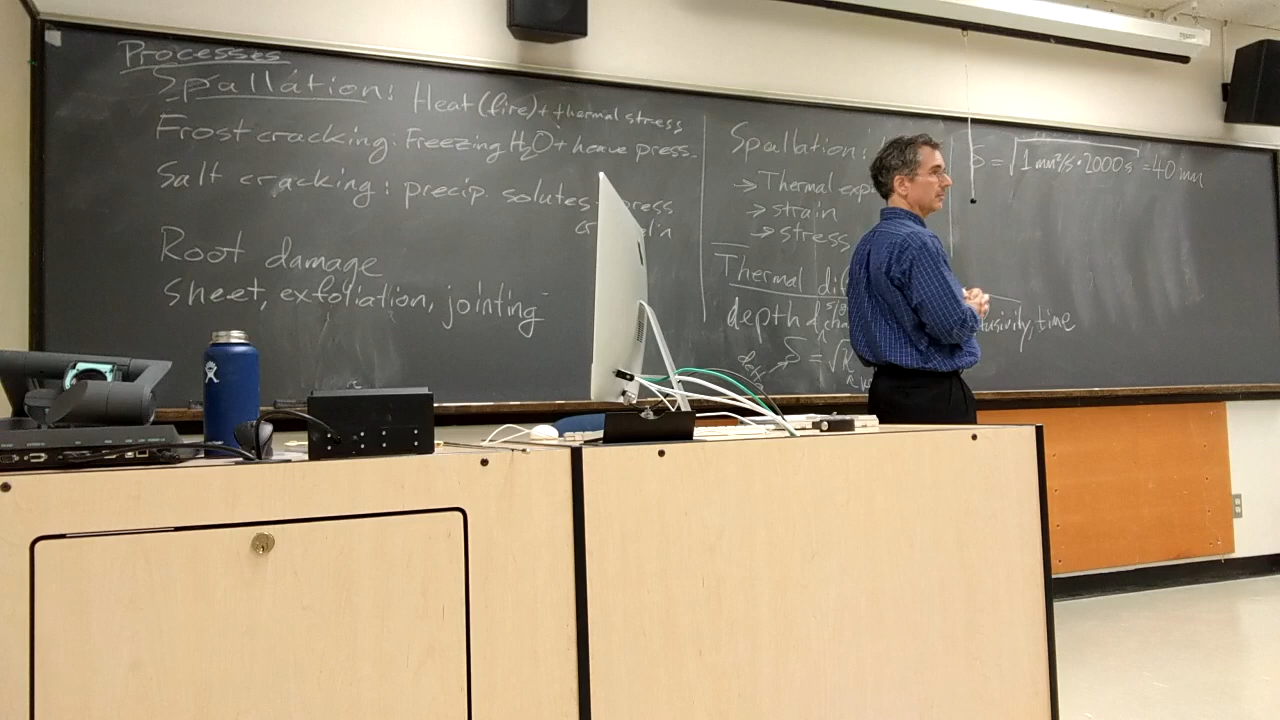 Processes
Spallation: Heat (fire) + thermal stress
Frost cracking: Freezing H2O + heave press.
Salt cracking: precip. solutes
Root damage
Sheet, exfoliation, jointing
Spallation:
→ Thermal exp
→ strain
→ stress
Thermal dif
depth time
δ = √
δ = √1 mm²/s · 2000 s = 40 mm